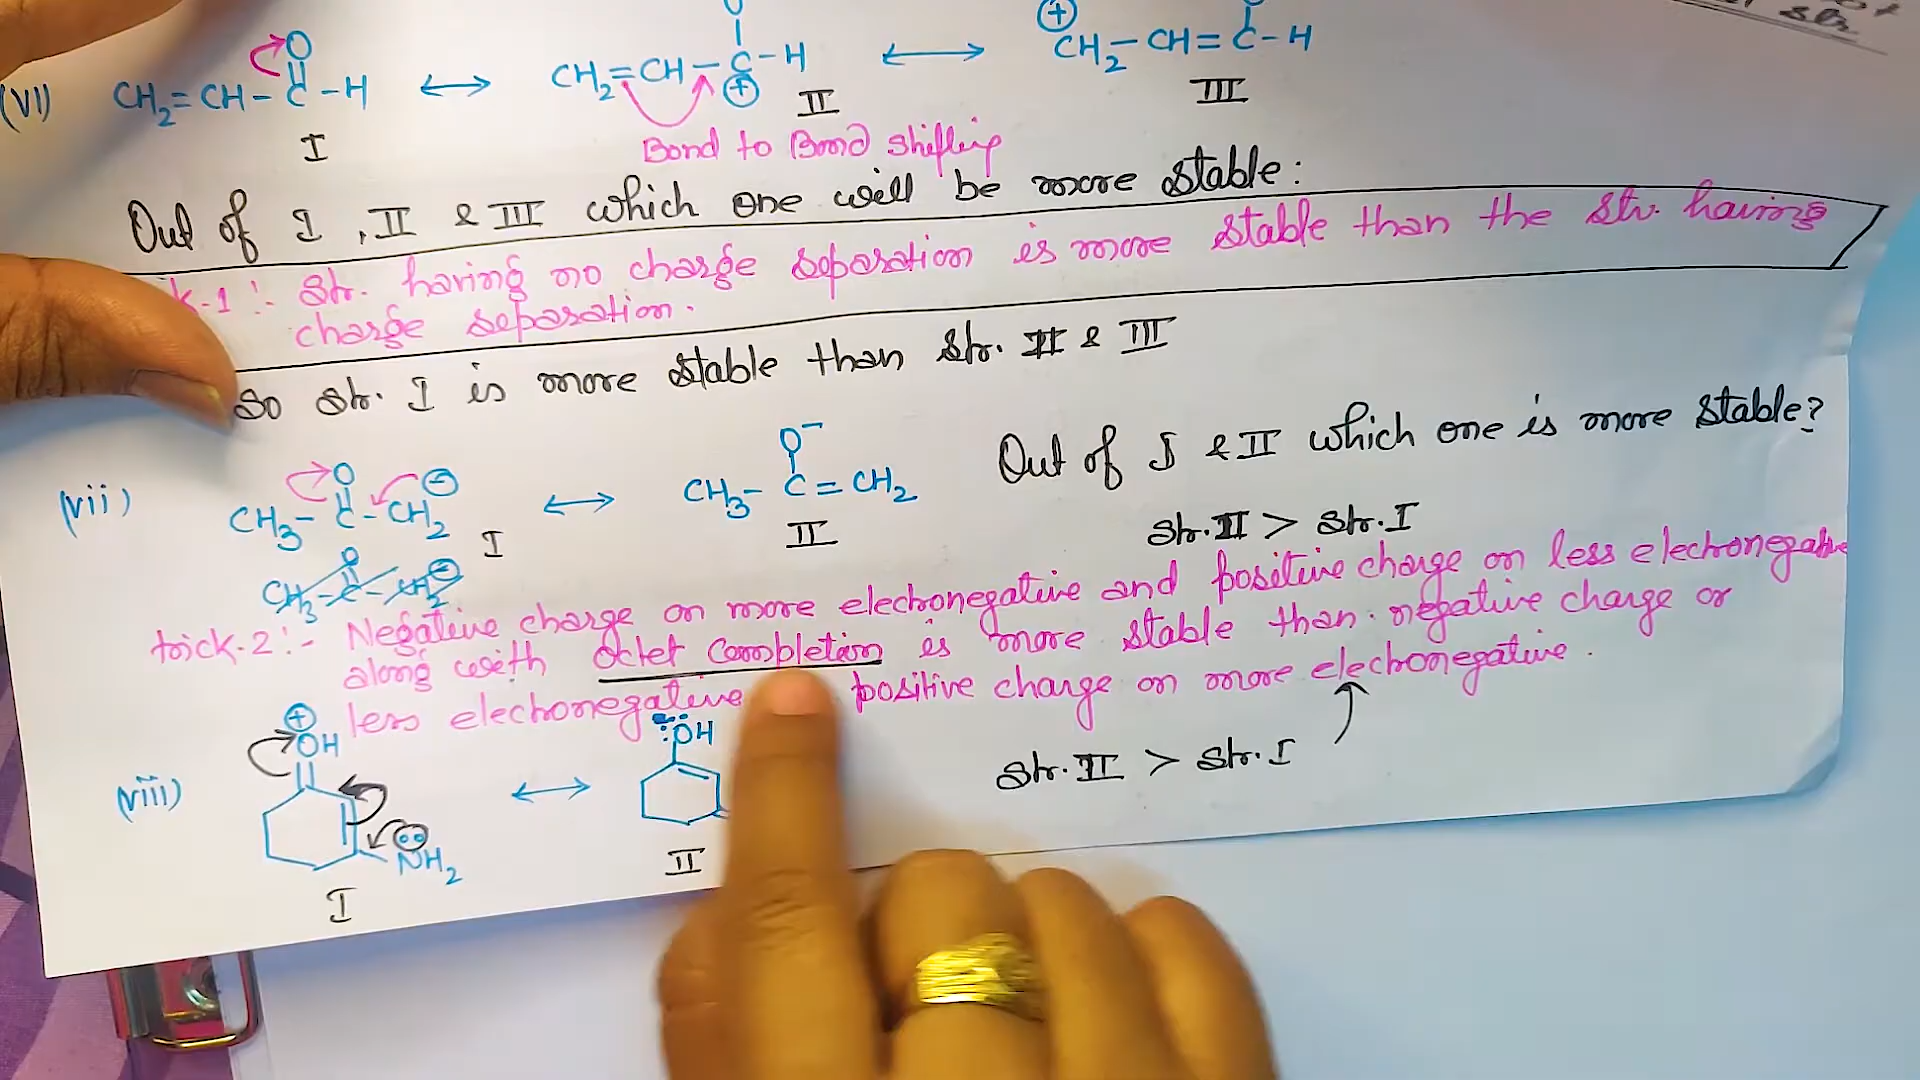 (VI) CH2=CH-C-H ↔ CH2=CH-C-H ↔ CH2-CH=C-H
O
⊕
I
II
III
Bond to Bond shifting
Out of I, II & III which one will be more stable:
k-1:- Str. having no charge separation is more stable than the str. having
charge separation.
So str. I is more stable than str. II & III
(vii) CH3-C-CH2 ↔ CH3-C=CH2
O
O-
I
II
Out of I & II which one is more stable?
Str. II > Str. I
trick-2:- Negative charge on more electronegative and positive charge on less electronegative
along with Octet Completion is more stable than negative charge or
less electronegative positive charge on more electronegative.
(viii) ⊕ OH ↔ :ÖH
NH2
I
II
Str. II > Str. I